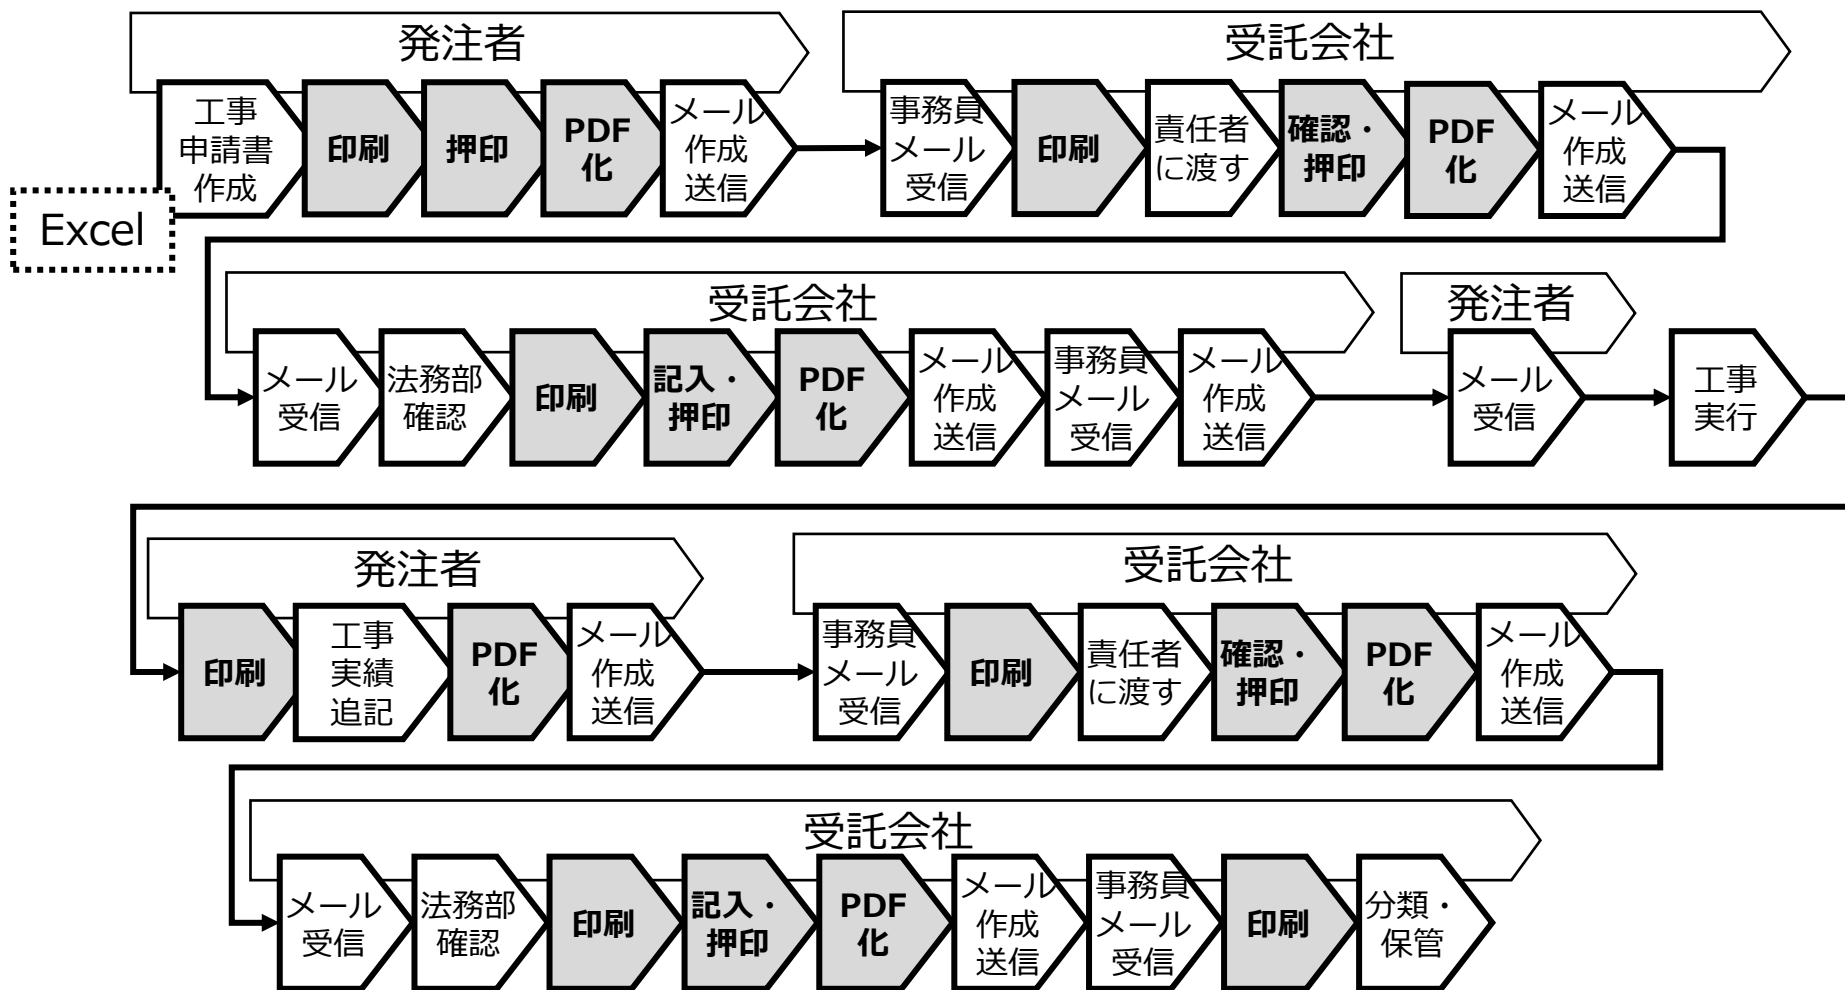 発注者
受託会社
工事
申請書
作成
印刷
押印
PDF
化
メール
作成
送信
事務員
メール
受信
印刷
責任者
に渡す
確認・
押印
PDF
化
メール
作成
送信
Excel
受託会社
発注者
メール
受信
法務部
確認
印刷
記入・
押印
PDF
化
メール
作成
送信
事務員
メール
受信
メール
作成
送信
メール
受信
工事
実行
発注者
受託会社
印刷
工事
実績
追記
PDF
化
メール
作成
送信
事務員
メール
受信
印刷
責任者
に渡す
確認・
押印
PDF
化
メール
作成
送信
受託会社
メール
受信
法務部
確認
印刷
記入・
押印
PDF
化
メール
作成
送信
事務員
メール
受信
印刷
分類・
保管